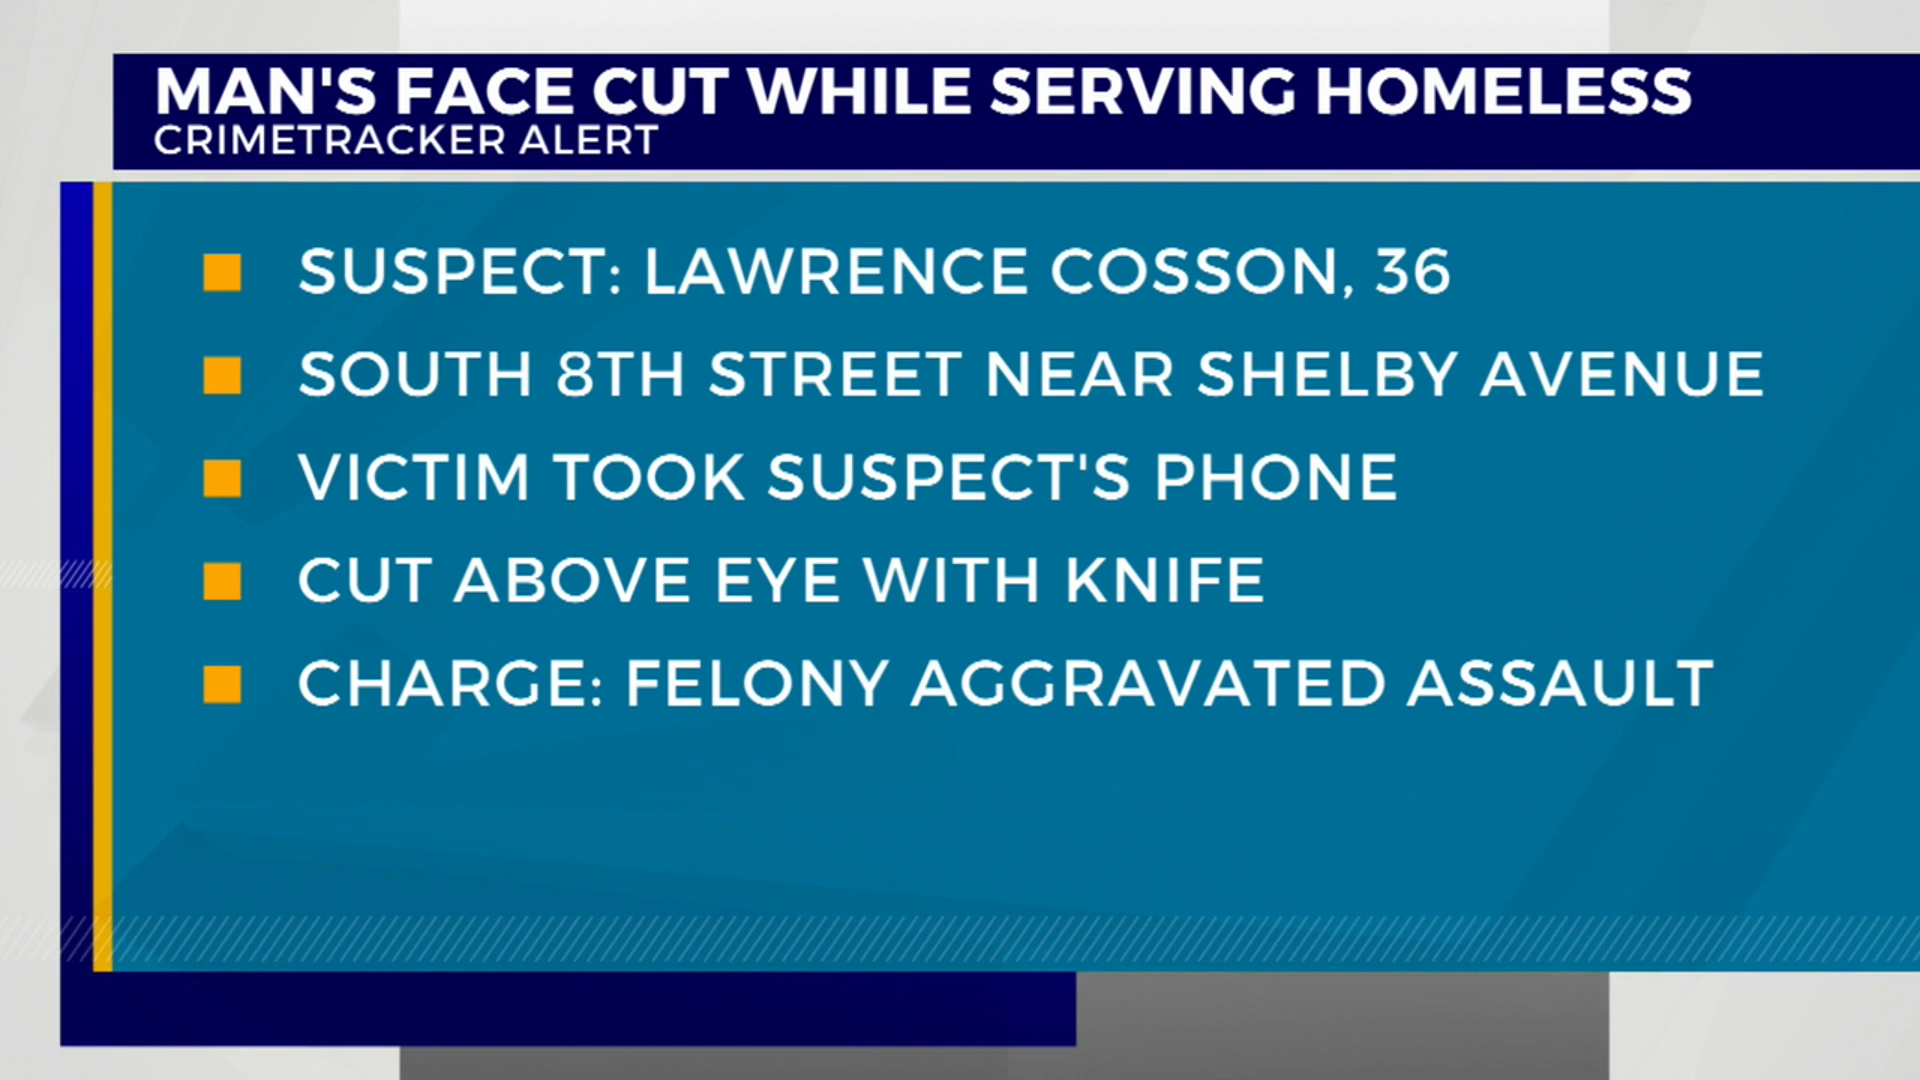 MAN'S FACE CUT WHILE SERVING HOMELESS
CRIMETRACKER ALERT
SUSPECT: LAWRENCE COSSON, 36
SOUTH 8TH STREET NEAR SHELBY AVENUE
VICTIM TOOK SUSPECT'S PHONE
CUT ABOVE EYE WITH KNIFE
CHARGE: FELONY AGGRAVATED ASSAULT